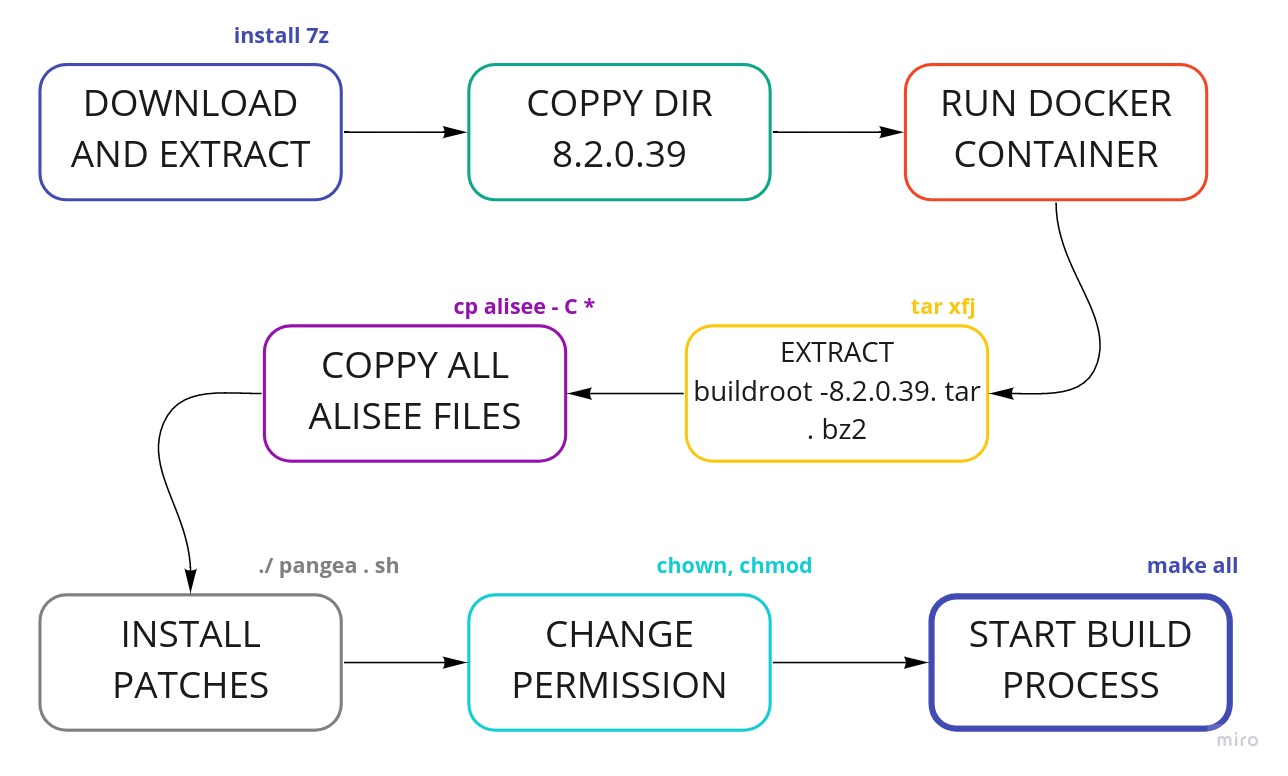 install 7z
DOWNLOAD
AND EXTRACT
COPPY DIR
8.2.0.39
RUN DOCKER
CONTAINER
cp alisee - C *
COPPY ALL
ALISEE FILES
tar xfj
EXTRACT
buildroot -8.2.0.39. tar
. bz2
./ pangea . sh
INSTALL
PATCHES
chown, chmod
CHANGE
PERMISSION
make all
START BUILD
PROCESS
miro